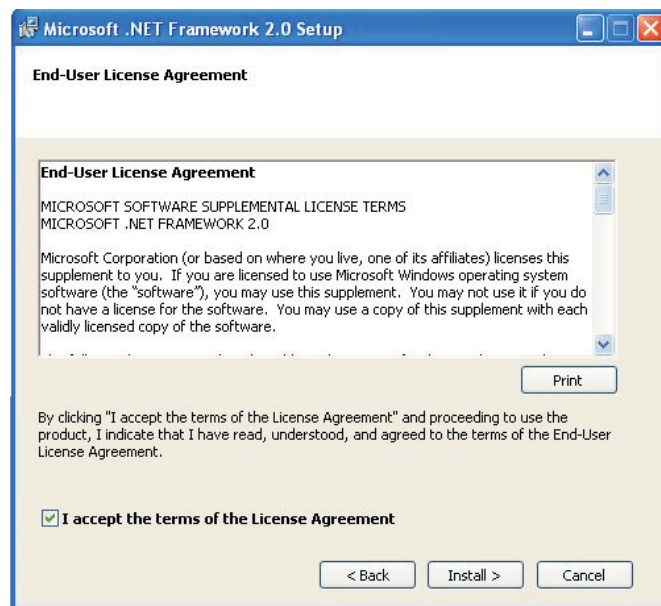 Microsoft .NET Framework 2.0 Setup
End-User License Agreement
End-User License Agreement
MICROSOFT SOFTWARE SUPPLEMENTAL LICENSE TERMS
MICROSOFT .NET FRAMEWORK 2.0
Microsoft Corporation (or based on where you live, one of its affiliates) licenses this
supplement to you.  If you are licensed to use Microsoft Windows operating system
software (the "software"), you may use this supplement.  You may not use it if you do
not have a license for the software.  You may use a copy of this supplement with each
validly licensed copy of the software.
Print
By clicking "I accept the terms of the License Agreement" and proceeding to use the
product, I indicate that I have read, understood, and agreed to the terms of the End-User
License Agreement.
I accept the terms of the License Agreement
< Back
Install >
Cancel